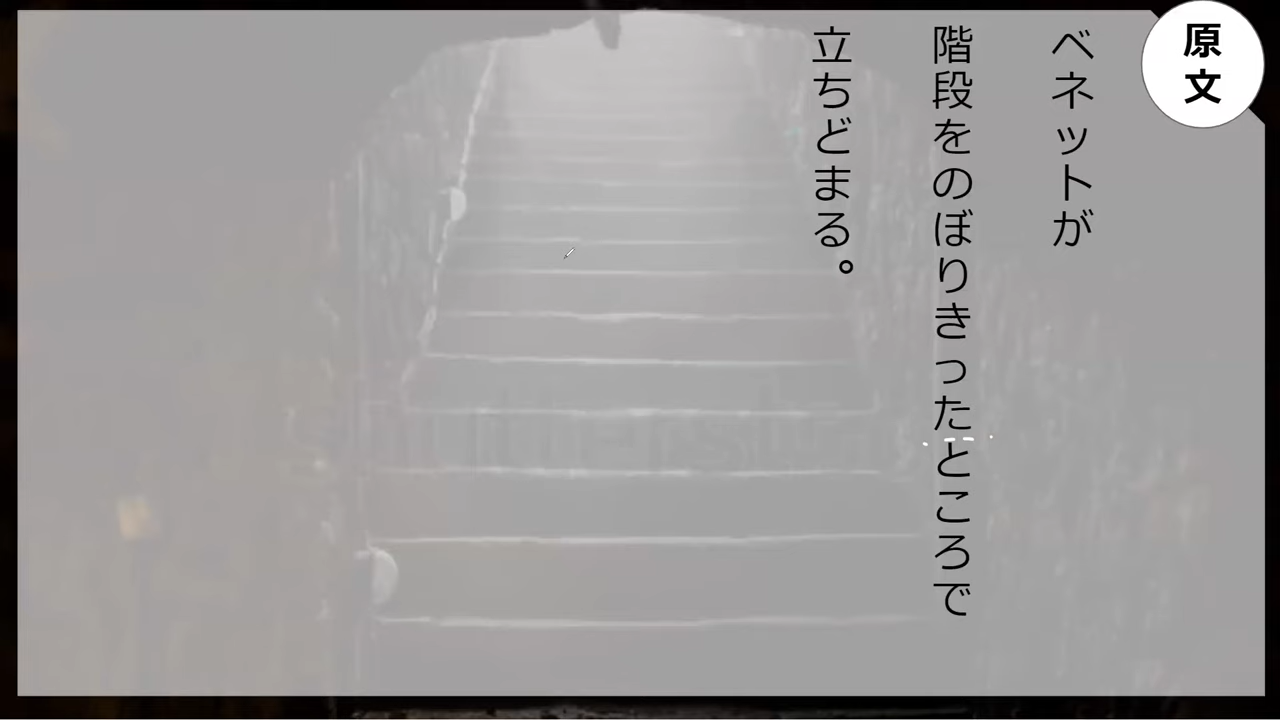 原文
ベネットが
階段をのぼりきったところで
立ちどまる。